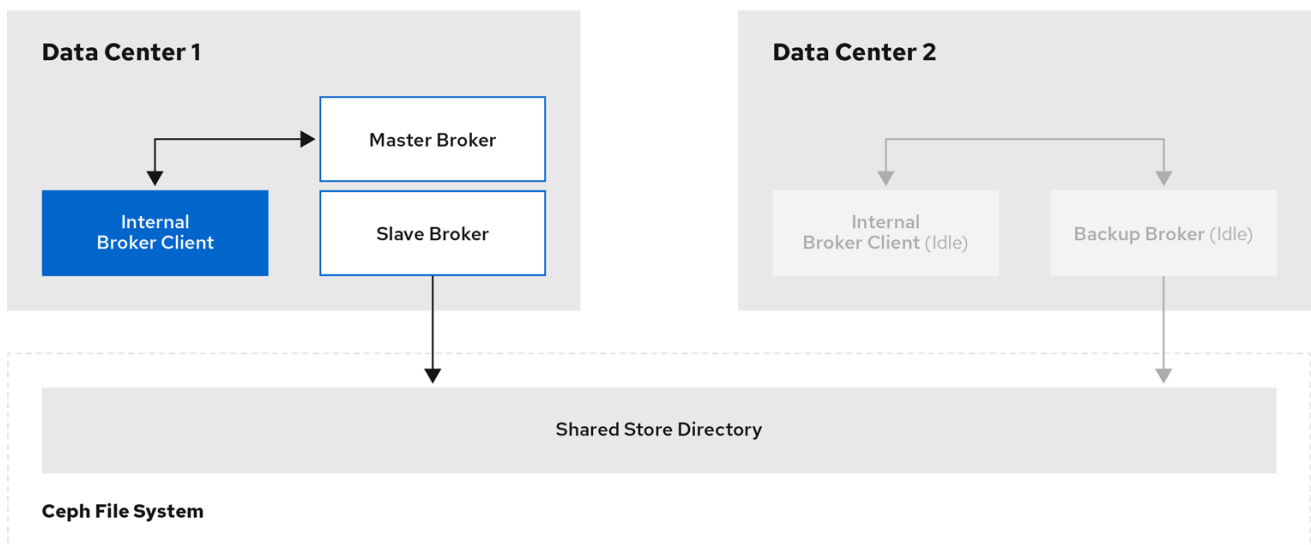 Data Center 1
Data Center 2
Master Broker
Internal
Broker Client
Slave Broker
Internal
Broker Client (Idle)
Backup Broker (Idle)
Shared Store Directory
Ceph File System